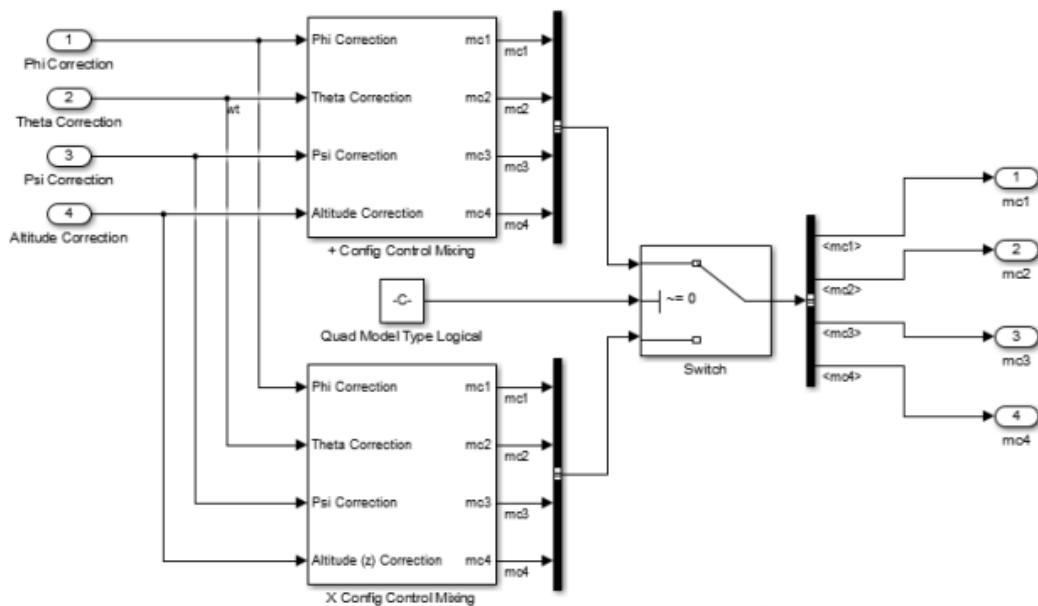 1
Phi Correction
2
Theta Correction
3
Psi Correction
4
Altitude Correction
wt
Phi Correction
mc1
mc1
Theta Correction
mc2
mc2
Psi Correction
mc3
mc3
Altitude Correction
mc4
mc4
+ Config Control Mixing
-C-
Quad Model Type Logical
Phi Correction
mc1
mc1
Theta Correction
mc2
mc2
Psi Correction
mc3
mc3
Altitude (z) Correction
mc4
mc4
X Config Control Mixing
~= 0
Switch
<mc1>
<mc2>
<mc3>
<mc4>
1
mc1
2
mc2
3
mc3
4
mc4